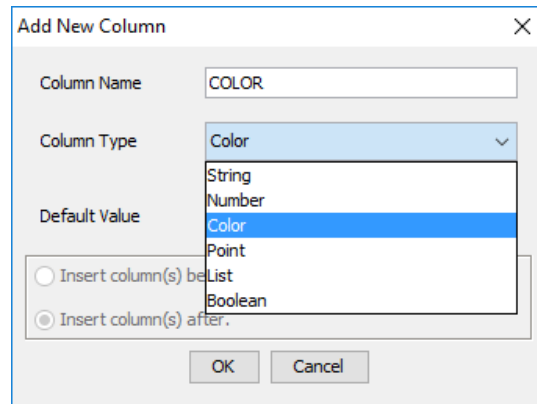 Add New Column
Column Name COLOR
Column Type Color
String
Number
Default Value
Color
Point
Insert column(s) be
List
Boolean
Insert column(s) after.
OK Cancel